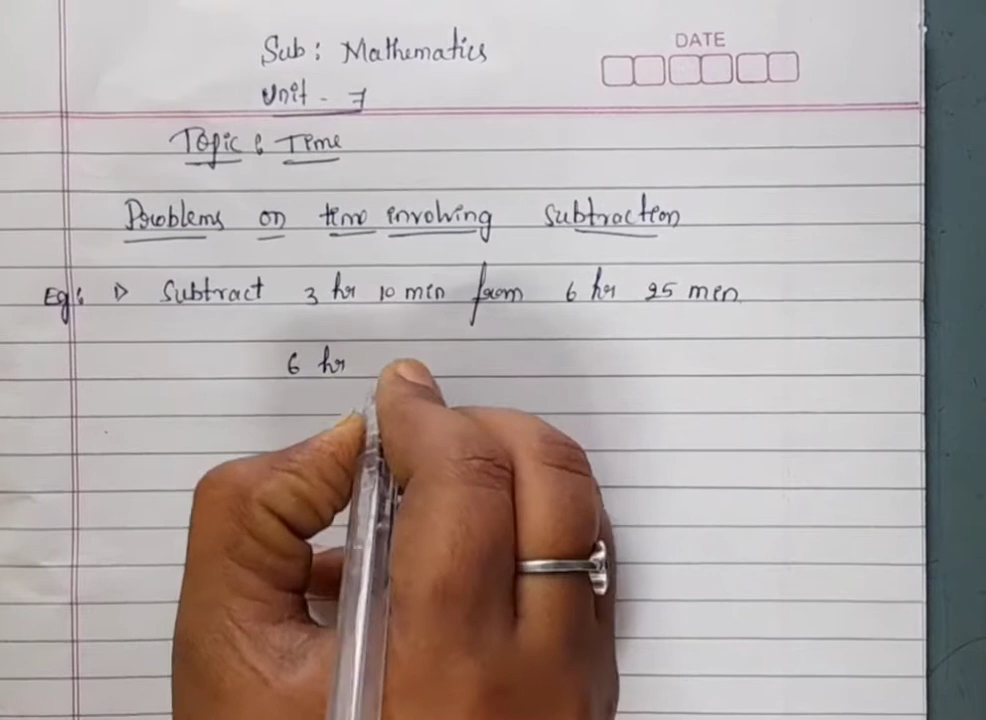 Sub : Mathematics
DATE
Unit - 7
Topic : Time
Problems on time involving subtraction
Eg : 1> Subtract 3 hr 10 min from 6 hr 25 min
6 hr